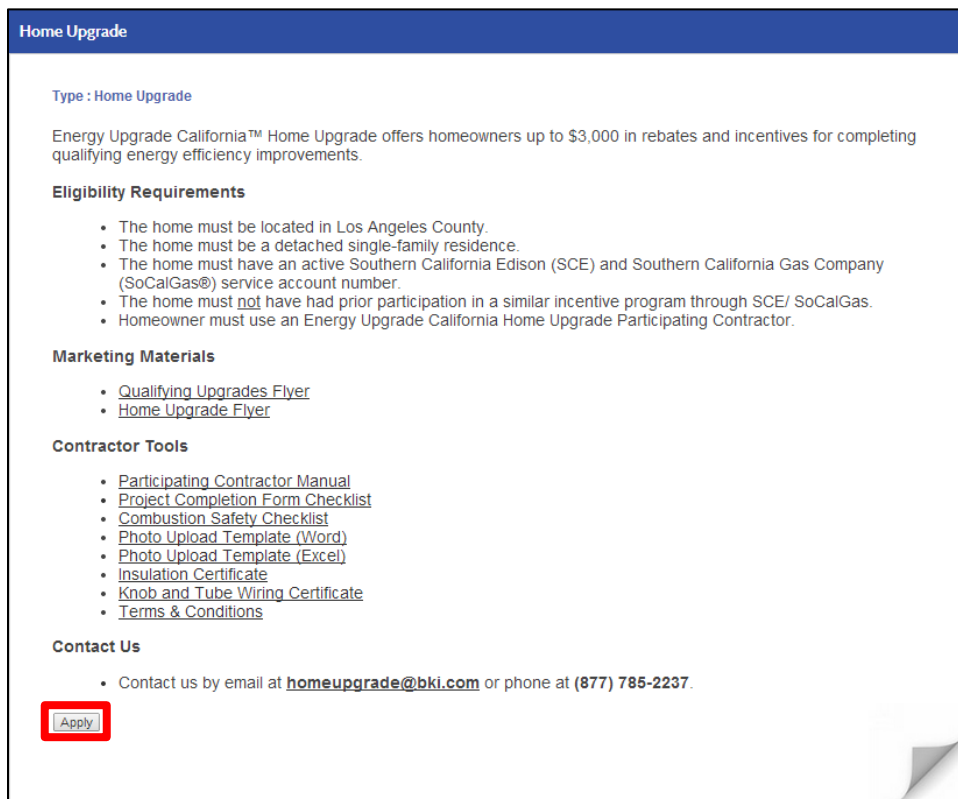 Home Upgrade
Type : Home Upgrade
Energy Upgrade California™ Home Upgrade offers homeowners up to $3,000 in rebates and incentives for completing
qualifying energy efficiency improvements.
Eligibility Requirements
• The home must be located in Los Angeles County.
• The home must be a detached single-family residence.
• The home must have an active Southern California Edison (SCE) and Southern California Gas Company
(SoCalGas®) service account number.
• The home must not have had prior participation in a similar incentive program through SCE/ SoCalGas.
• Homeowner must use an Energy Upgrade California Home Upgrade Participating Contractor.
Marketing Materials
• Qualifying Upgrades Flyer
• Home Upgrade Flyer
Contractor Tools
• Participating Contractor Manual
• Project Completion Form Checklist
• Combustion Safety Checklist
• Photo Upload Template (Word)
• Photo Upload Template (Excel)
• Insulation Certificate
• Knob and Tube Wiring Certificate
• Terms & Conditions
Contact Us
• Contact us by email at homeupgrade@bki.com or phone at (877) 785-2237.
Apply